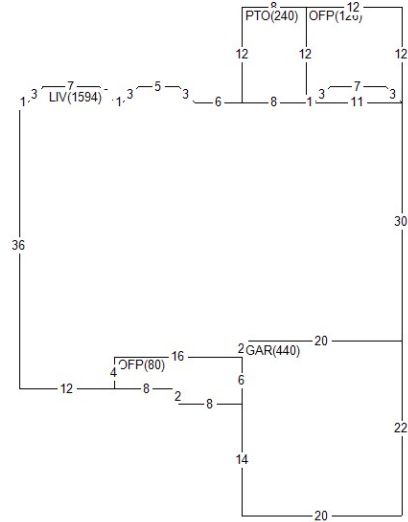 8 12
PTO(240) OFP(120)
12 12 12
7 5 7
3 3 3 3 3
LIV(1594)
1 1 6 8 1 11
30
36
20
2 GAR(440)
16
OFP(80)
4 6
12 8 2
8
22
14
20